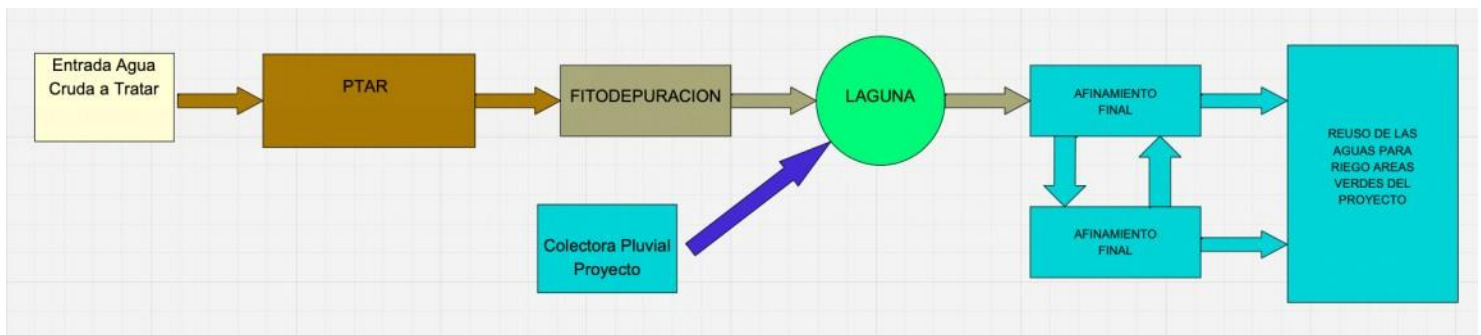 Entrada Agua
Cruda a Tratar
PTAR
FITODEPURACION
LAGUNA
AFINAMIENTO
FINAL
REUSO DE LAS
AGUAS PARA
RIEGO AREAS
VERDES DEL
PROYECTO
Colectora Pluvial
Proyecto
AFINAMIENTO
FINAL